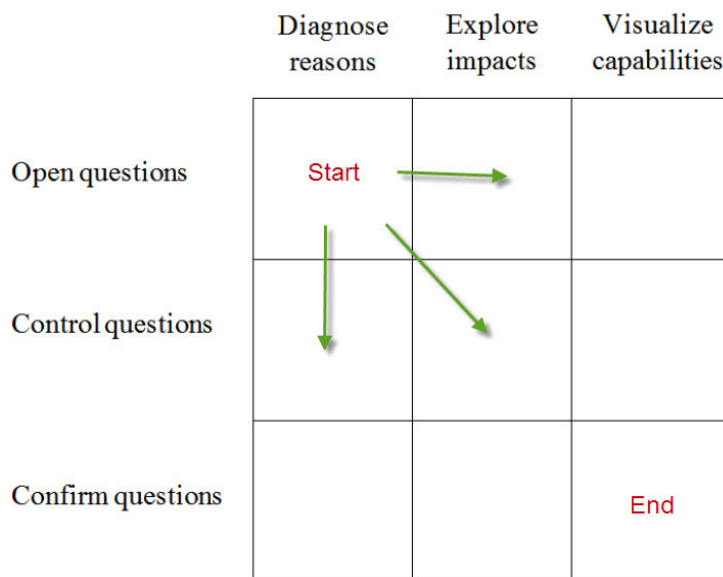 Diagnose reasons
Explore impacts
Visualize capabilities
Open questions
Start
Control questions
Confirm questions
End